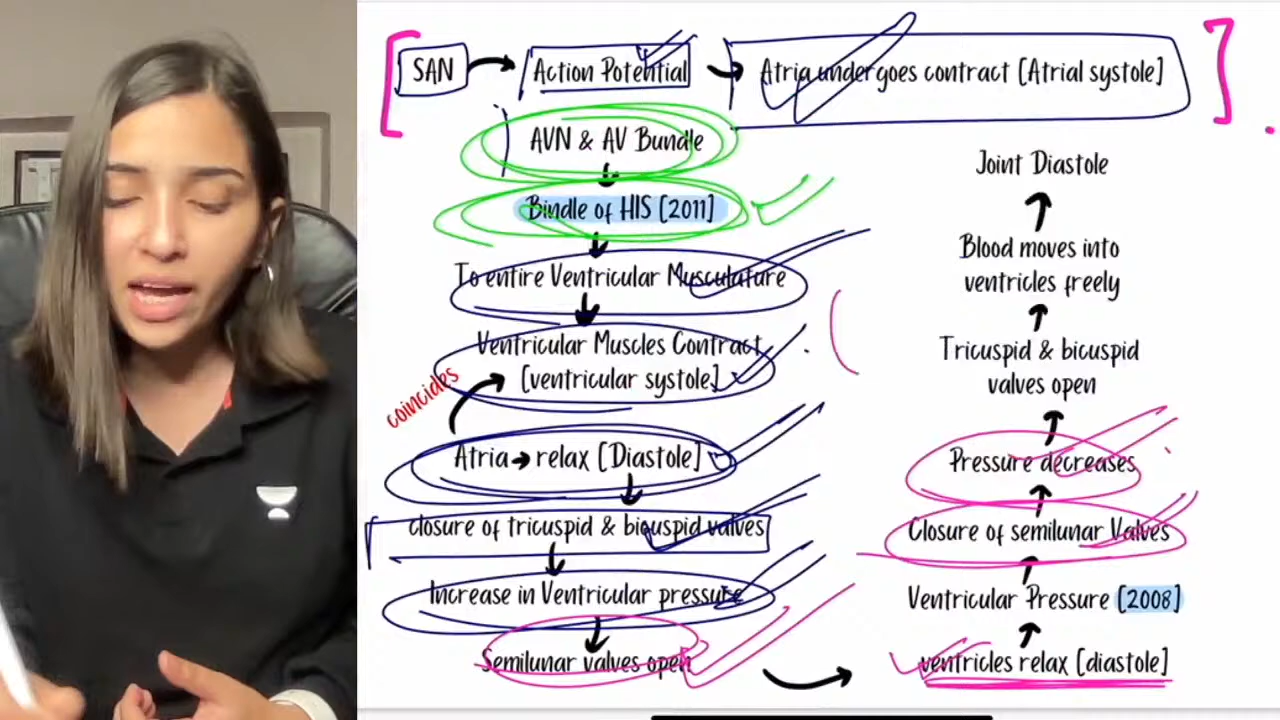 SAN
Action Potential
Atria undergoes contract [Atrial systole]
AVN & AV Bundle
Bindle of HIS [2011]
To entire Ventricular Musculature
Ventricular Muscles Contract
[ventricular systole]
coincides
Atria → relax [Diastole]
closure of tricuspid & bicuspid valves
Increase in Ventricular pressure
Semilunar valves open
ventricles relax [diastole]
Ventricular Pressure [2008]
Closure of semilunar Valves
Pressure decreases
Tricuspid & bicuspid
valves open
Blood moves into
ventricles freely
Joint Diastole